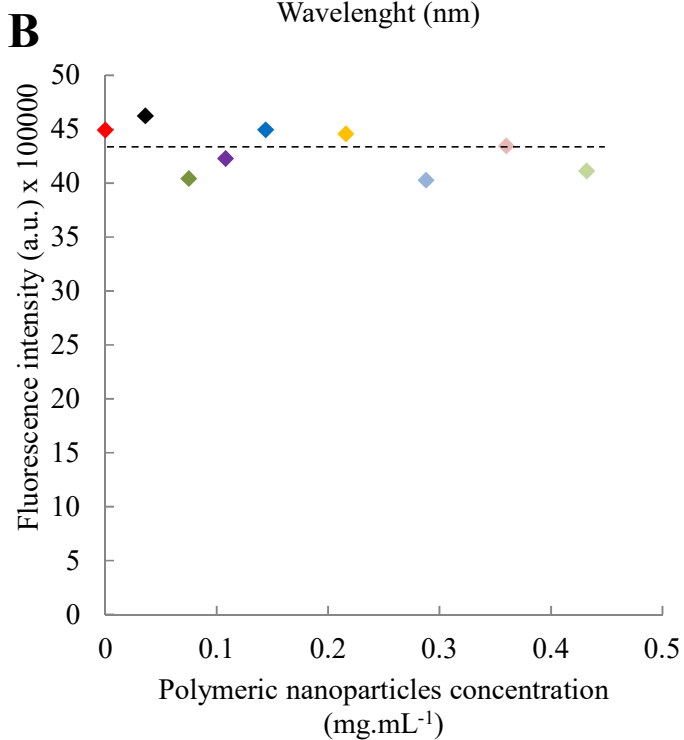 Wavelenght (nm)
B
Fluorescence intensity (a.u.) x 100000
50
45
40
35
30
25
20
15
10
5
0
0 0.1 0.2 0.3 0.4 0.5
Polymeric nanoparticles concentration
(mg.mL⁻¹)